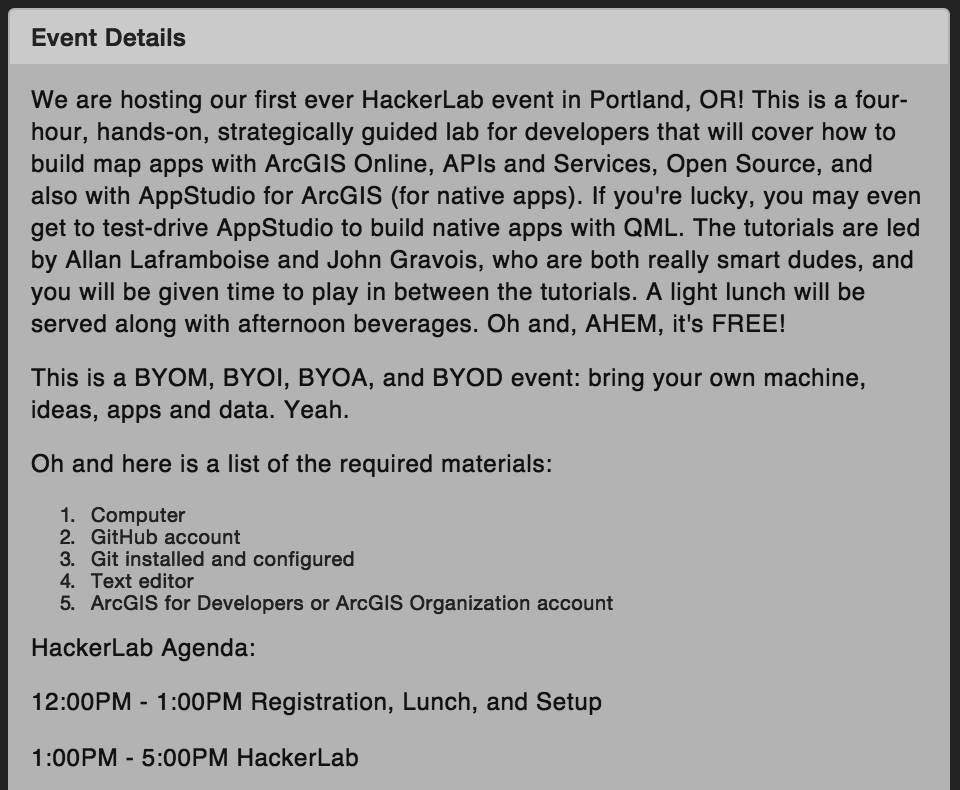 Event Details
We are hosting our first ever HackerLab event in Portland, OR! This is a four-
hour, hands-on, strategically guided lab for developers that will cover how to
build map apps with ArcGIS Online, APIs and Services, Open Source, and
also with AppStudio for ArcGIS (for native apps). If you're lucky, you may even
get to test-drive AppStudio to build native apps with QML. The tutorials are led
by Allan Laframboise and John Gravois, who are both really smart dudes, and
you will be given time to play in between the tutorials. A light lunch will be
served along with afternoon beverages. Oh and, AHEM, it's FREE!
This is a BYOM, BYOI, BYOA, and BYOD event: bring your own machine,
ideas, apps and data. Yeah.
Oh and here is a list of the required materials:
1. Computer
2. GitHub account
3. Git installed and configured
4. Text editor
5. ArcGIS for Developers or ArcGIS Organization account
HackerLab Agenda:
12:00PM - 1:00PM Registration, Lunch, and Setup
1:00PM - 5:00PM HackerLab